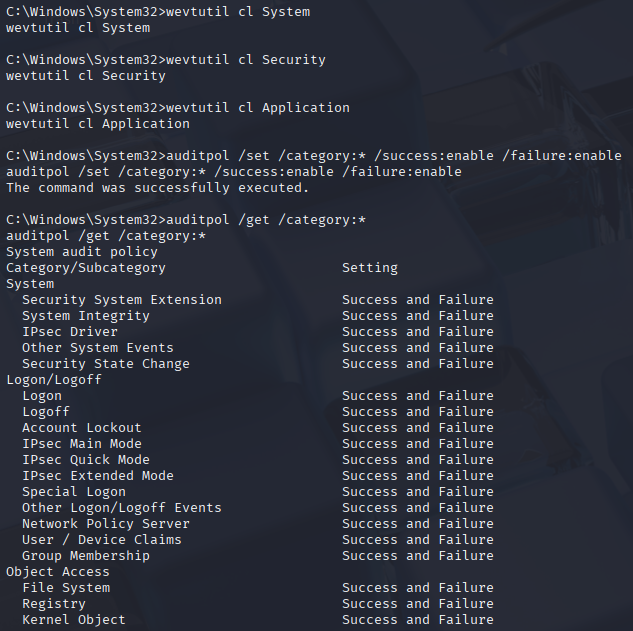 C:\Windows\System32>wevtutil cl System
wevtutil cl System
C:\Windows\System32>wevtutil cl Security
wevtutil cl Security
C:\Windows\System32>wevtutil cl Application
wevtutil cl Application
C:\Windows\System32>auditpol /set /category:* /success:enable /failure:enable
auditpol /set /category:* /success:enable /failure:enable
The command was successfully executed.
C:\Windows\System32>auditpol /get /category:*
auditpol /get /category:*
System audit policy
Category/Subcategory                      Setting
System
  Security System Extension               Success and Failure
  System Integrity                        Success and Failure
  IPsec Driver                            Success and Failure
  Other System Events                     Success and Failure
  Security State Change                   Success and Failure
Logon/Logoff
  Logon                                   Success and Failure
  Logoff                                  Success and Failure
  Account Lockout                         Success and Failure
  IPsec Main Mode                         Success and Failure
  IPsec Quick Mode                        Success and Failure
  IPsec Extended Mode                     Success and Failure
  Special Logon                           Success and Failure
  Other Logon/Logoff Events               Success and Failure
  Network Policy Server                   Success and Failure
  User / Device Claims                    Success and Failure
  Group Membership                        Success and Failure
Object Access
  File System                             Success and Failure
  Registry                                Success and Failure
  Kernel Object                           Success and Failure